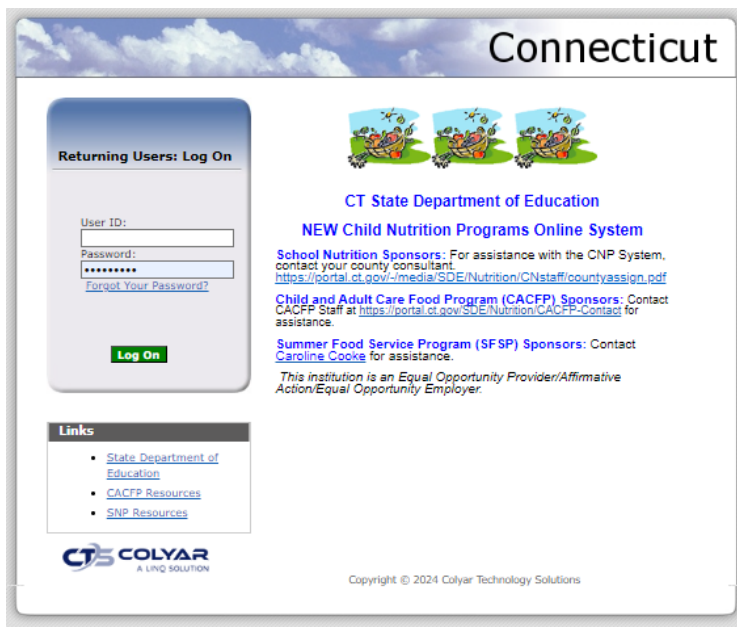 Connecticut
Returning Users: Log On
User ID:
Password:
•••••••••
Forgot Your Password?
Log On
CT State Department of Education
NEW Child Nutrition Programs Online System
School Nutrition Sponsors: For assistance with the CNP System,
contact your county consultant.
https://portal.ct.gov/-/media/SDE/Nutrition/CNstaff/countyassign.pdf
Child and Adult Care Food Program (CACFP) Sponsors: Contact
CACFP Staff at https://portal.ct.gov/SDE/Nutrition/CACFP-Contact for
assistance.
Summer Food Service Program (SFSP) Sponsors: Contact
Caroline Cooke for assistance.
This institution is an Equal Opportunity Provider/Affirmative
Action/Equal Opportunity Employer.
Links
• State Department of
Education
• CACFP Resources
• SNP Resources
CTS COLYAR
A LINQ SOLUTION
Copyright © 2024 Colyar Technology Solutions